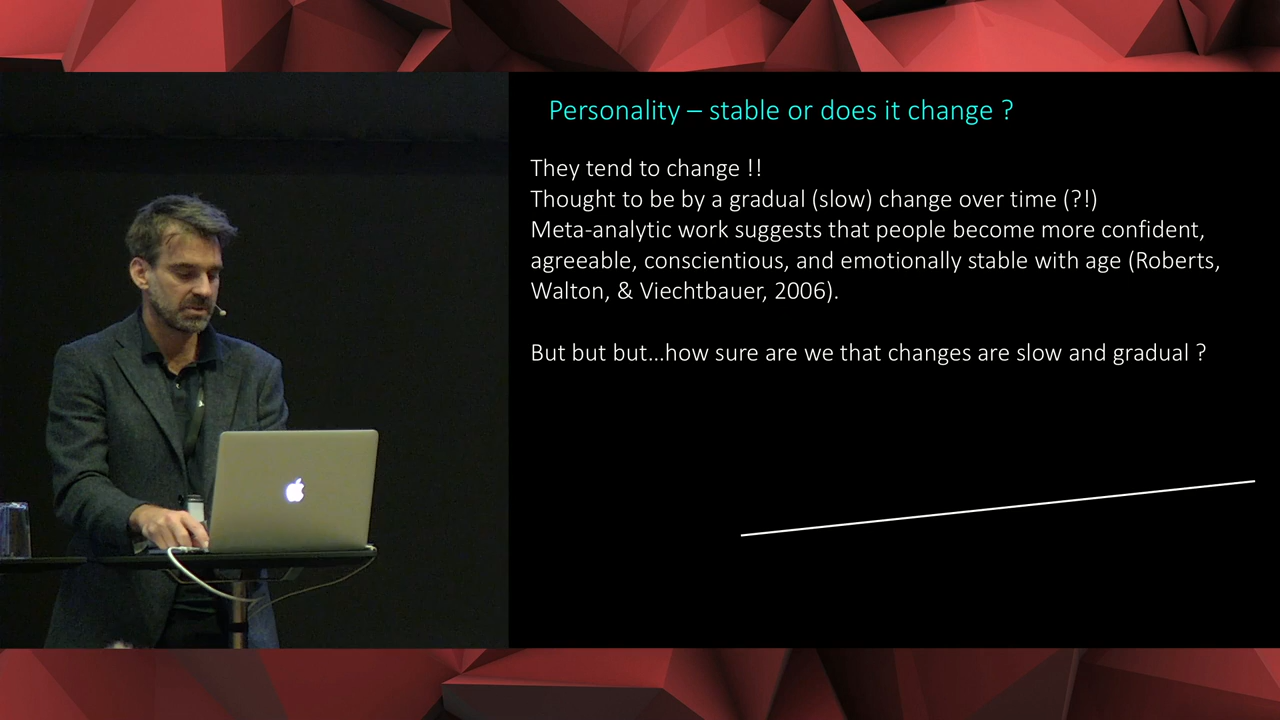 Personality – stable or does it change ?
They tend to change !!
Thought to be by a gradual (slow) change over time (?!)
Meta-analytic work suggests that people become more confident,
agreeable, conscientious, and emotionally stable with age (Roberts,
Walton, & Viechtbauer, 2006).
But but but...how sure are we that changes are slow and gradual ?